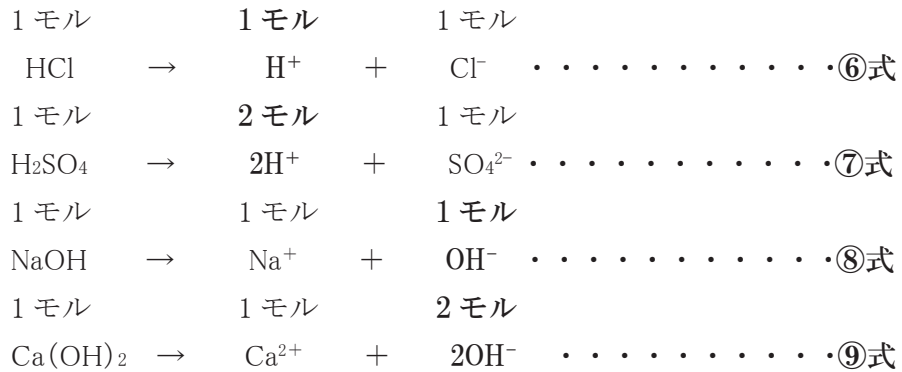 1モル 1モル 1モル
HCl → H⁺ + Cl⁻ ・・・・・・・・・・・⑥式
1モル 2モル 1モル
H₂SO₄ → 2H⁺ + SO₄²⁻ ・・・・・・・・・・・⑦式
1モル 1モル 1モル
NaOH → Na⁺ + OH⁻ ・・・・・・・・・・・⑧式
1モル 1モル 2モル
Ca(OH)₂ → Ca²⁺ + 2OH⁻ ・・・・・・・・・・⑨式